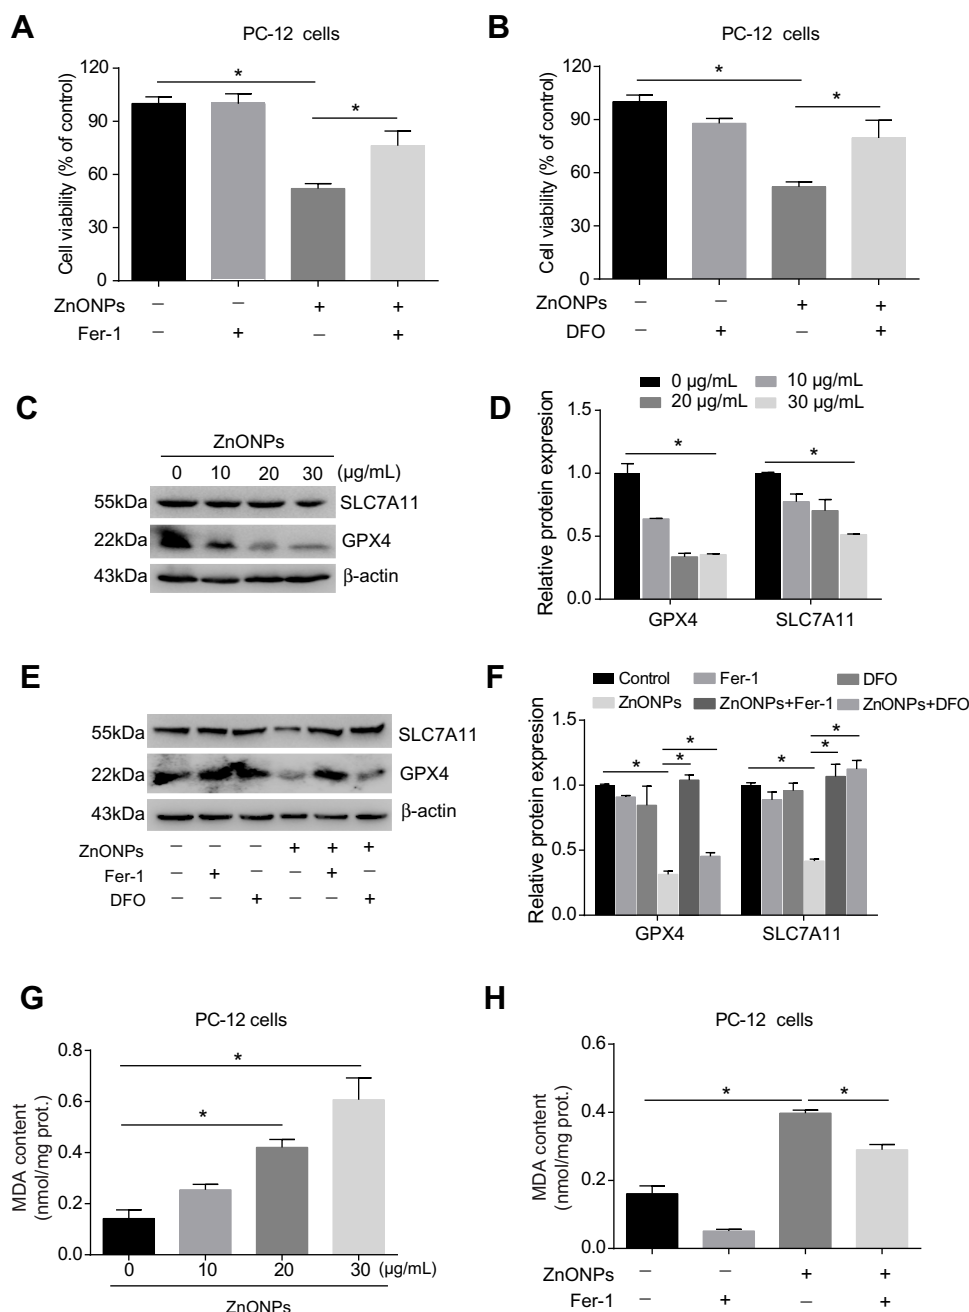 A
PC-12 cells
Cell viability (% of control)
120
90
60
30
0
*
*
ZnONPs − − + +
Fer-1 − + − +
B
PC-12 cells
Cell viability (% of control)
120
90
60
30
0
*
*
ZnONPs − − + +
DFO − + − +
C
ZnONPs
0 10 20 30 (µg/mL)
55kDa SLC7A11
22kDa GPX4
43kDa β-actin
D
0 µg/mL 10 µg/mL
20 µg/mL 30 µg/mL
Relative protein expresion
1.5
1.0
0.5
0.0
*
*
GPX4 SLC7A11
E
55kDa SLC7A11
22kDa GPX4
43kDa β-actin
ZnONPs − − − + + +
Fer-1 − + − − + −
DFO − − + − − +
F
Control Fer-1 DFO
ZnONPs ZnONPs+Fer-1 ZnONPs+DFO
Relative protein expression
1.5
1.0
0.5
0.0
* * *
* * *
GPX4 SLC7A11
G
PC-12 cells
MDA content
(nmol/mg prot.)
0.8
0.6
0.4
0.2
0.0
*
*
0 10 20 30 (µg/mL)
ZnONPs
H
PC-12 cells
MDA content
(nmol/mg prot.)
0.6
0.4
0.2
0.0
* *
ZnONPs − − + +
Fer-1 − + − +